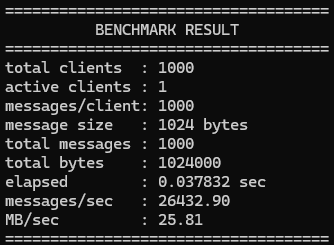 ====================================
BENCHMARK RESULT
====================================
total clients : 1000
active clients : 1
messages/client: 1000
message size : 1024 bytes
total messages : 1000
total bytes : 1024000
elapsed : 0.037832 sec
messages/sec : 26432.90
MB/sec : 25.81
====================================